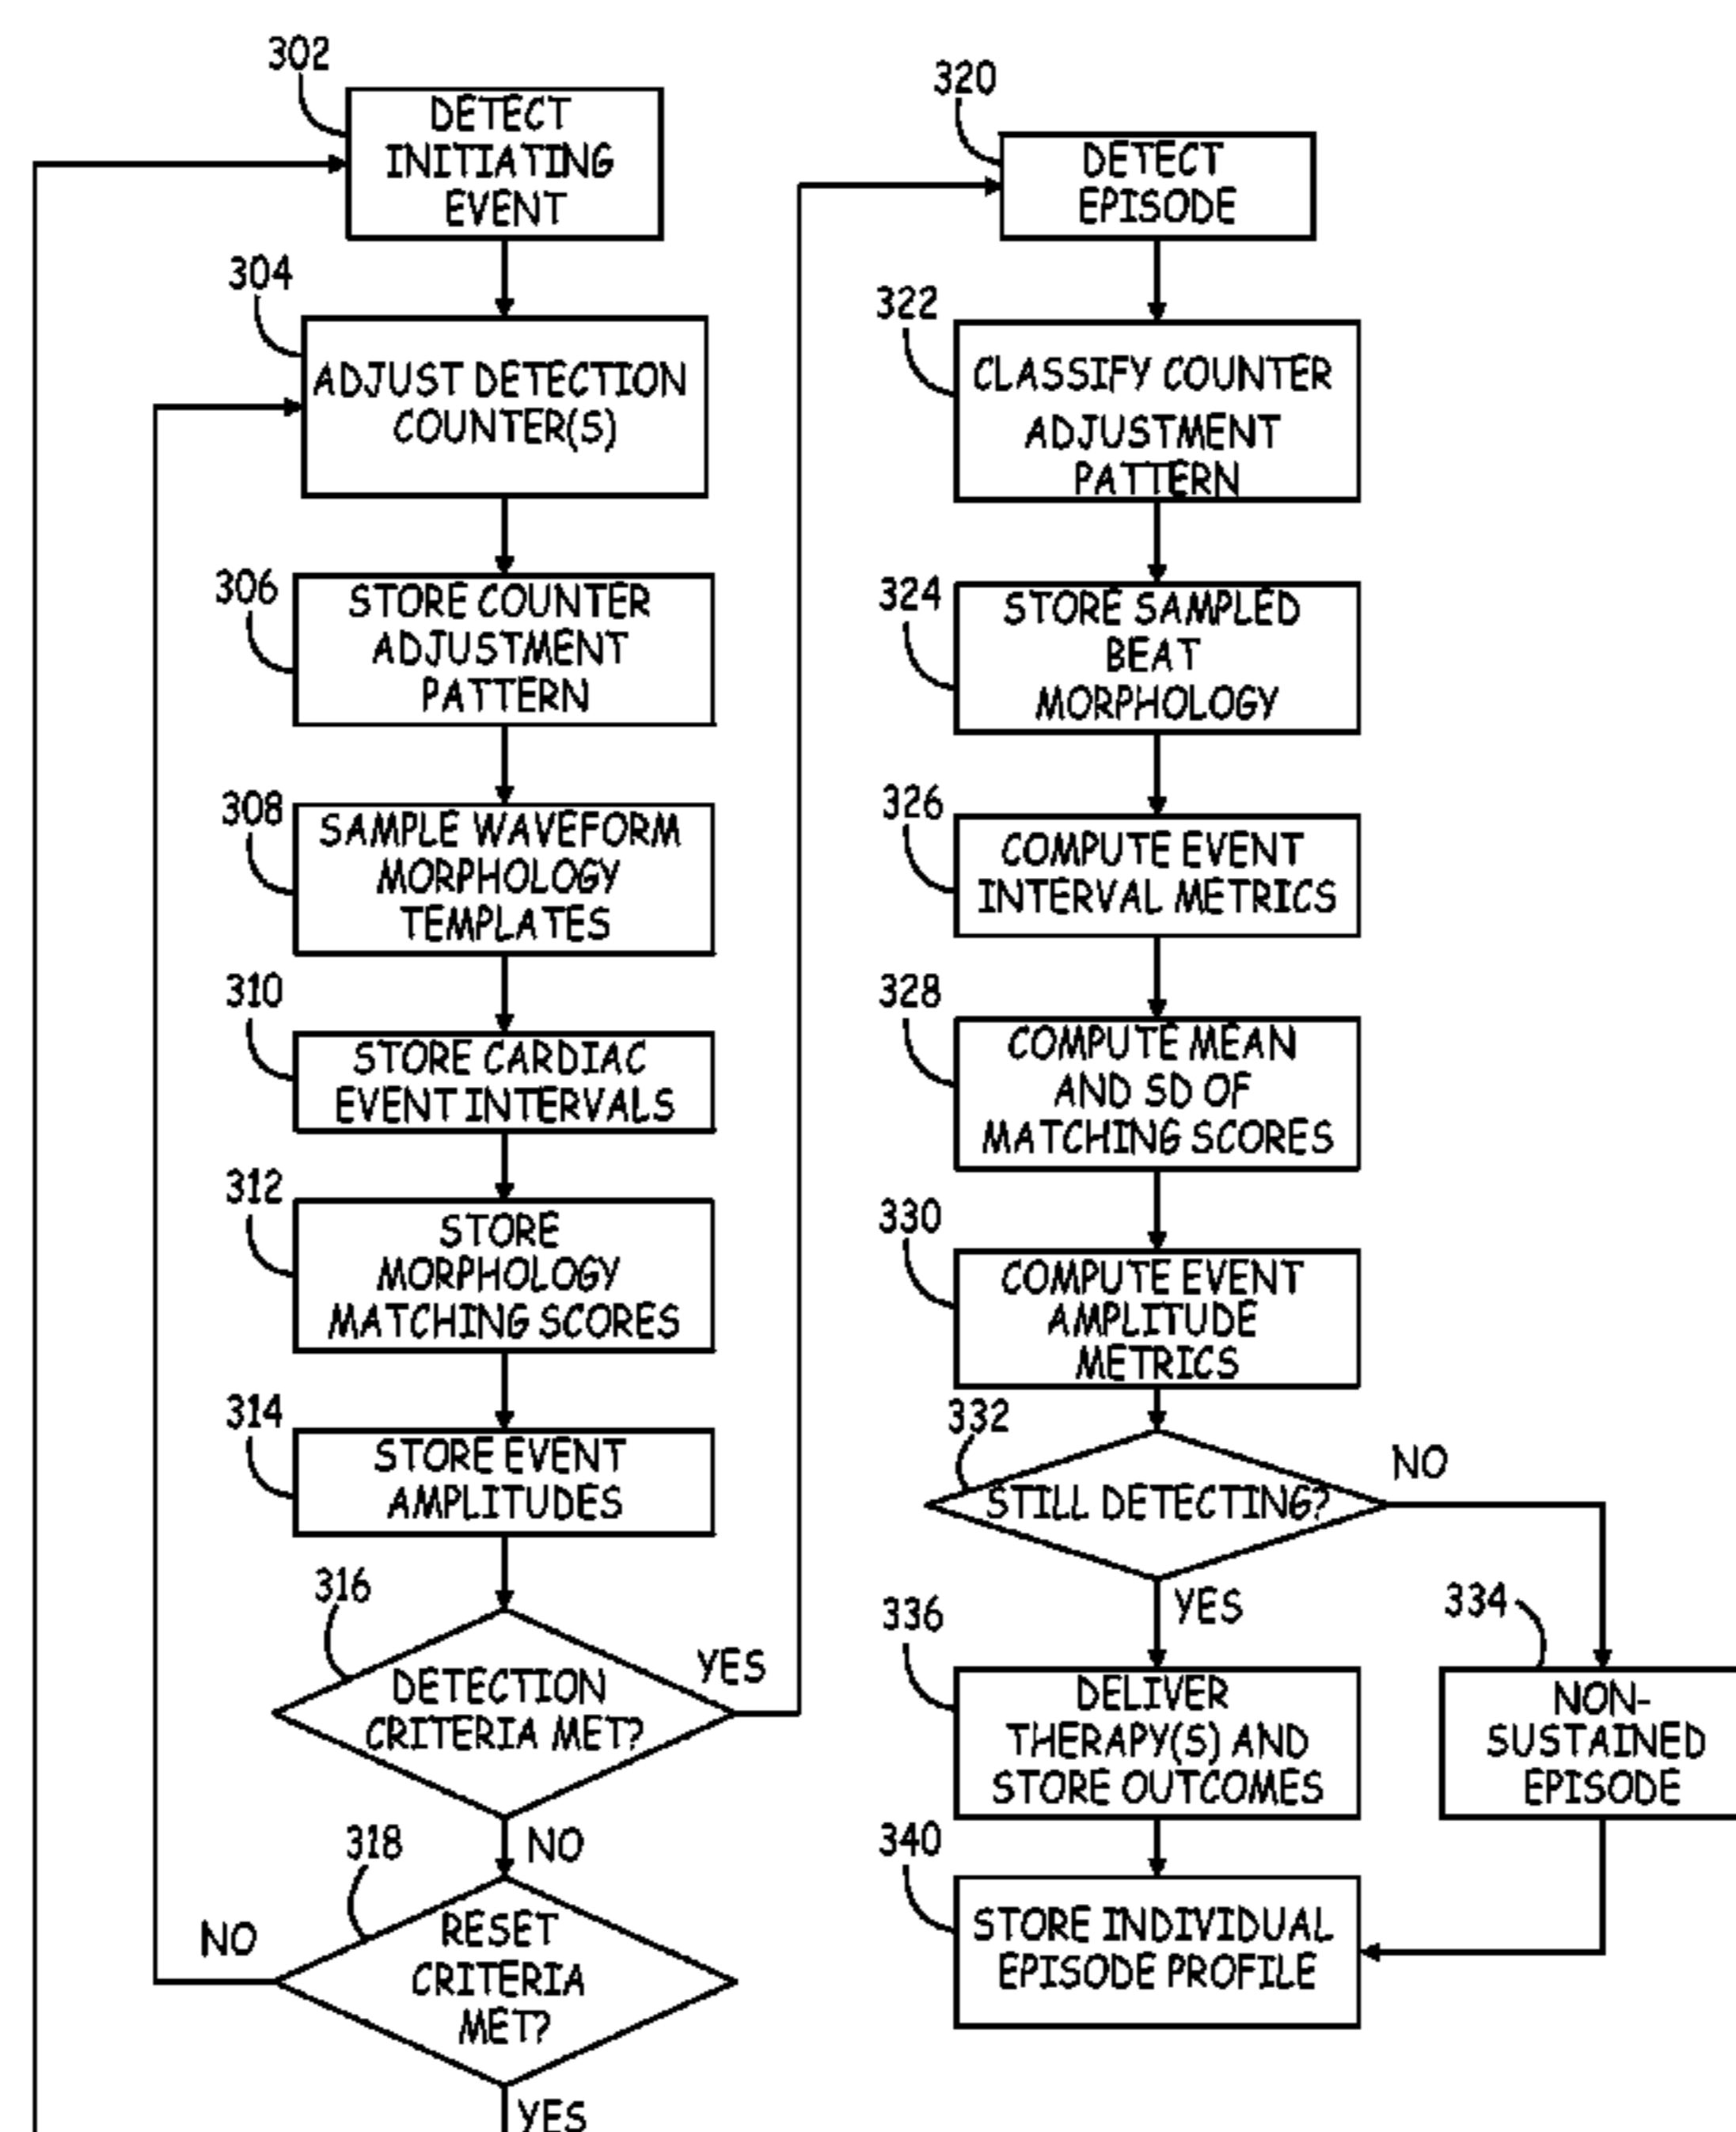 302
DETECT
INITIATING
EVENT
304
ADJUST DETECTION
COUNTER(S)
306
STORE COUNTER
ADJUSTMENT
PATTERN
308
SAMPLE WAVEFORM
MORPHOLOGY
TEMPLATES
310
STORE CARDIAC
EVENT INTERVALS
312
STORE
MORPHOLOGY
MATCHING SCORES
314
STORE EVENT
AMPLITUDES
316
DETECTION
CRITERIA MET?
YES
NO
318
RESET
CRITERIA
MET?
NO
YES
320
DETECT
EPISODE
322
CLASSIFY COUNTER
ADJUSTMENT
PATTERN
324
STORE SAMPLED
BEAT
MORPHOLOGY
326
COMPUTE EVENT
INTERVAL METRICS
328
COMPUTE MEAN
AND SD OF
MATCHING SCORES
330
COMPUTE EVENT
AMPLITUDE
METRICS
332
STILL DETECTING?
NO
YES
334
NON-
SUSTAINED
EPISODE
336
DELIVER
THERAPY(S) AND
STORE OUTCOMES
340
STORE INDIVIDUAL
EPISODE PROFILE